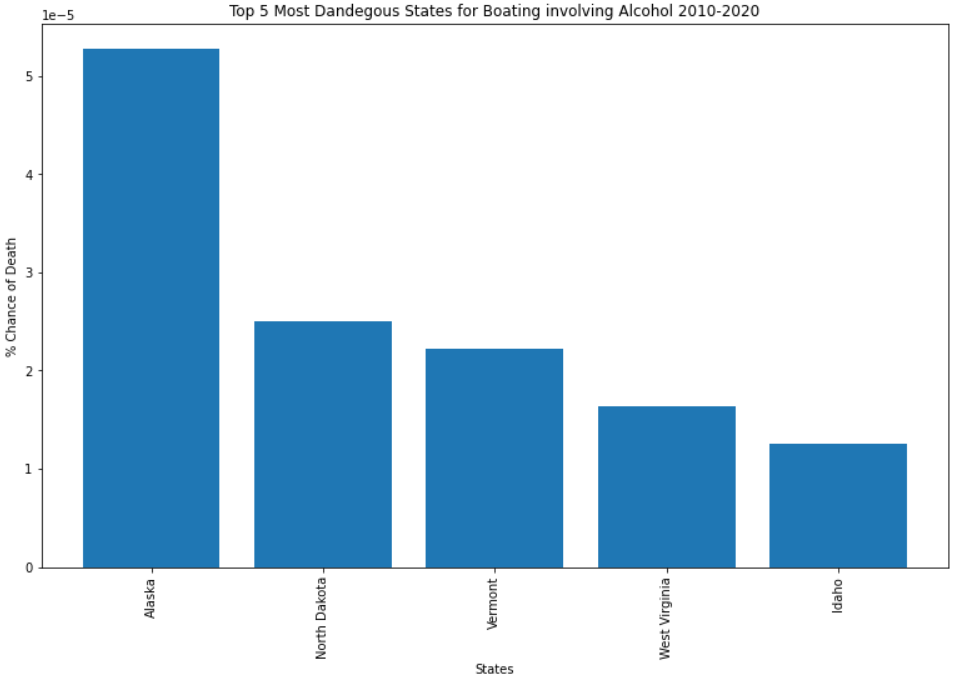 Top 5 Most Dandegous States for Boating involving Alcohol 2010-2020
1e−5
5
4
3
2
1
0
% Chance of Death
Alaska
North Dakota
Vermont
West Virginia
Idaho
States